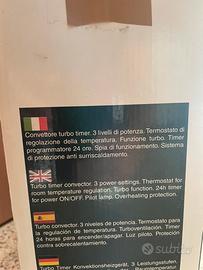 Convettore turbo timer. 3 livelli di potenza. Termostato di
regolazione della temperatura. Funzione turbo. Timer
programmatore 24 ore. Spia di funzionamento. Sistema
di protezione anti surriscaldamento.
Turbo timer convector. 3 power settings. Thermostat for
room temperature regulation. Turbo function. 24h timer
for power ON/OFF. Pilot lamp. Overheating protection.
Turbo convector. 3 niveles de potencia. Termostato para
la regulación de temperatura. Turboventilación. Timer
24 horas para encender/apagar. Luz piloto. Proteción
contra sobrecalentamiento.
Turbo Timer Konvektionsheizgerät, 3 Leistungsstufen.
subito